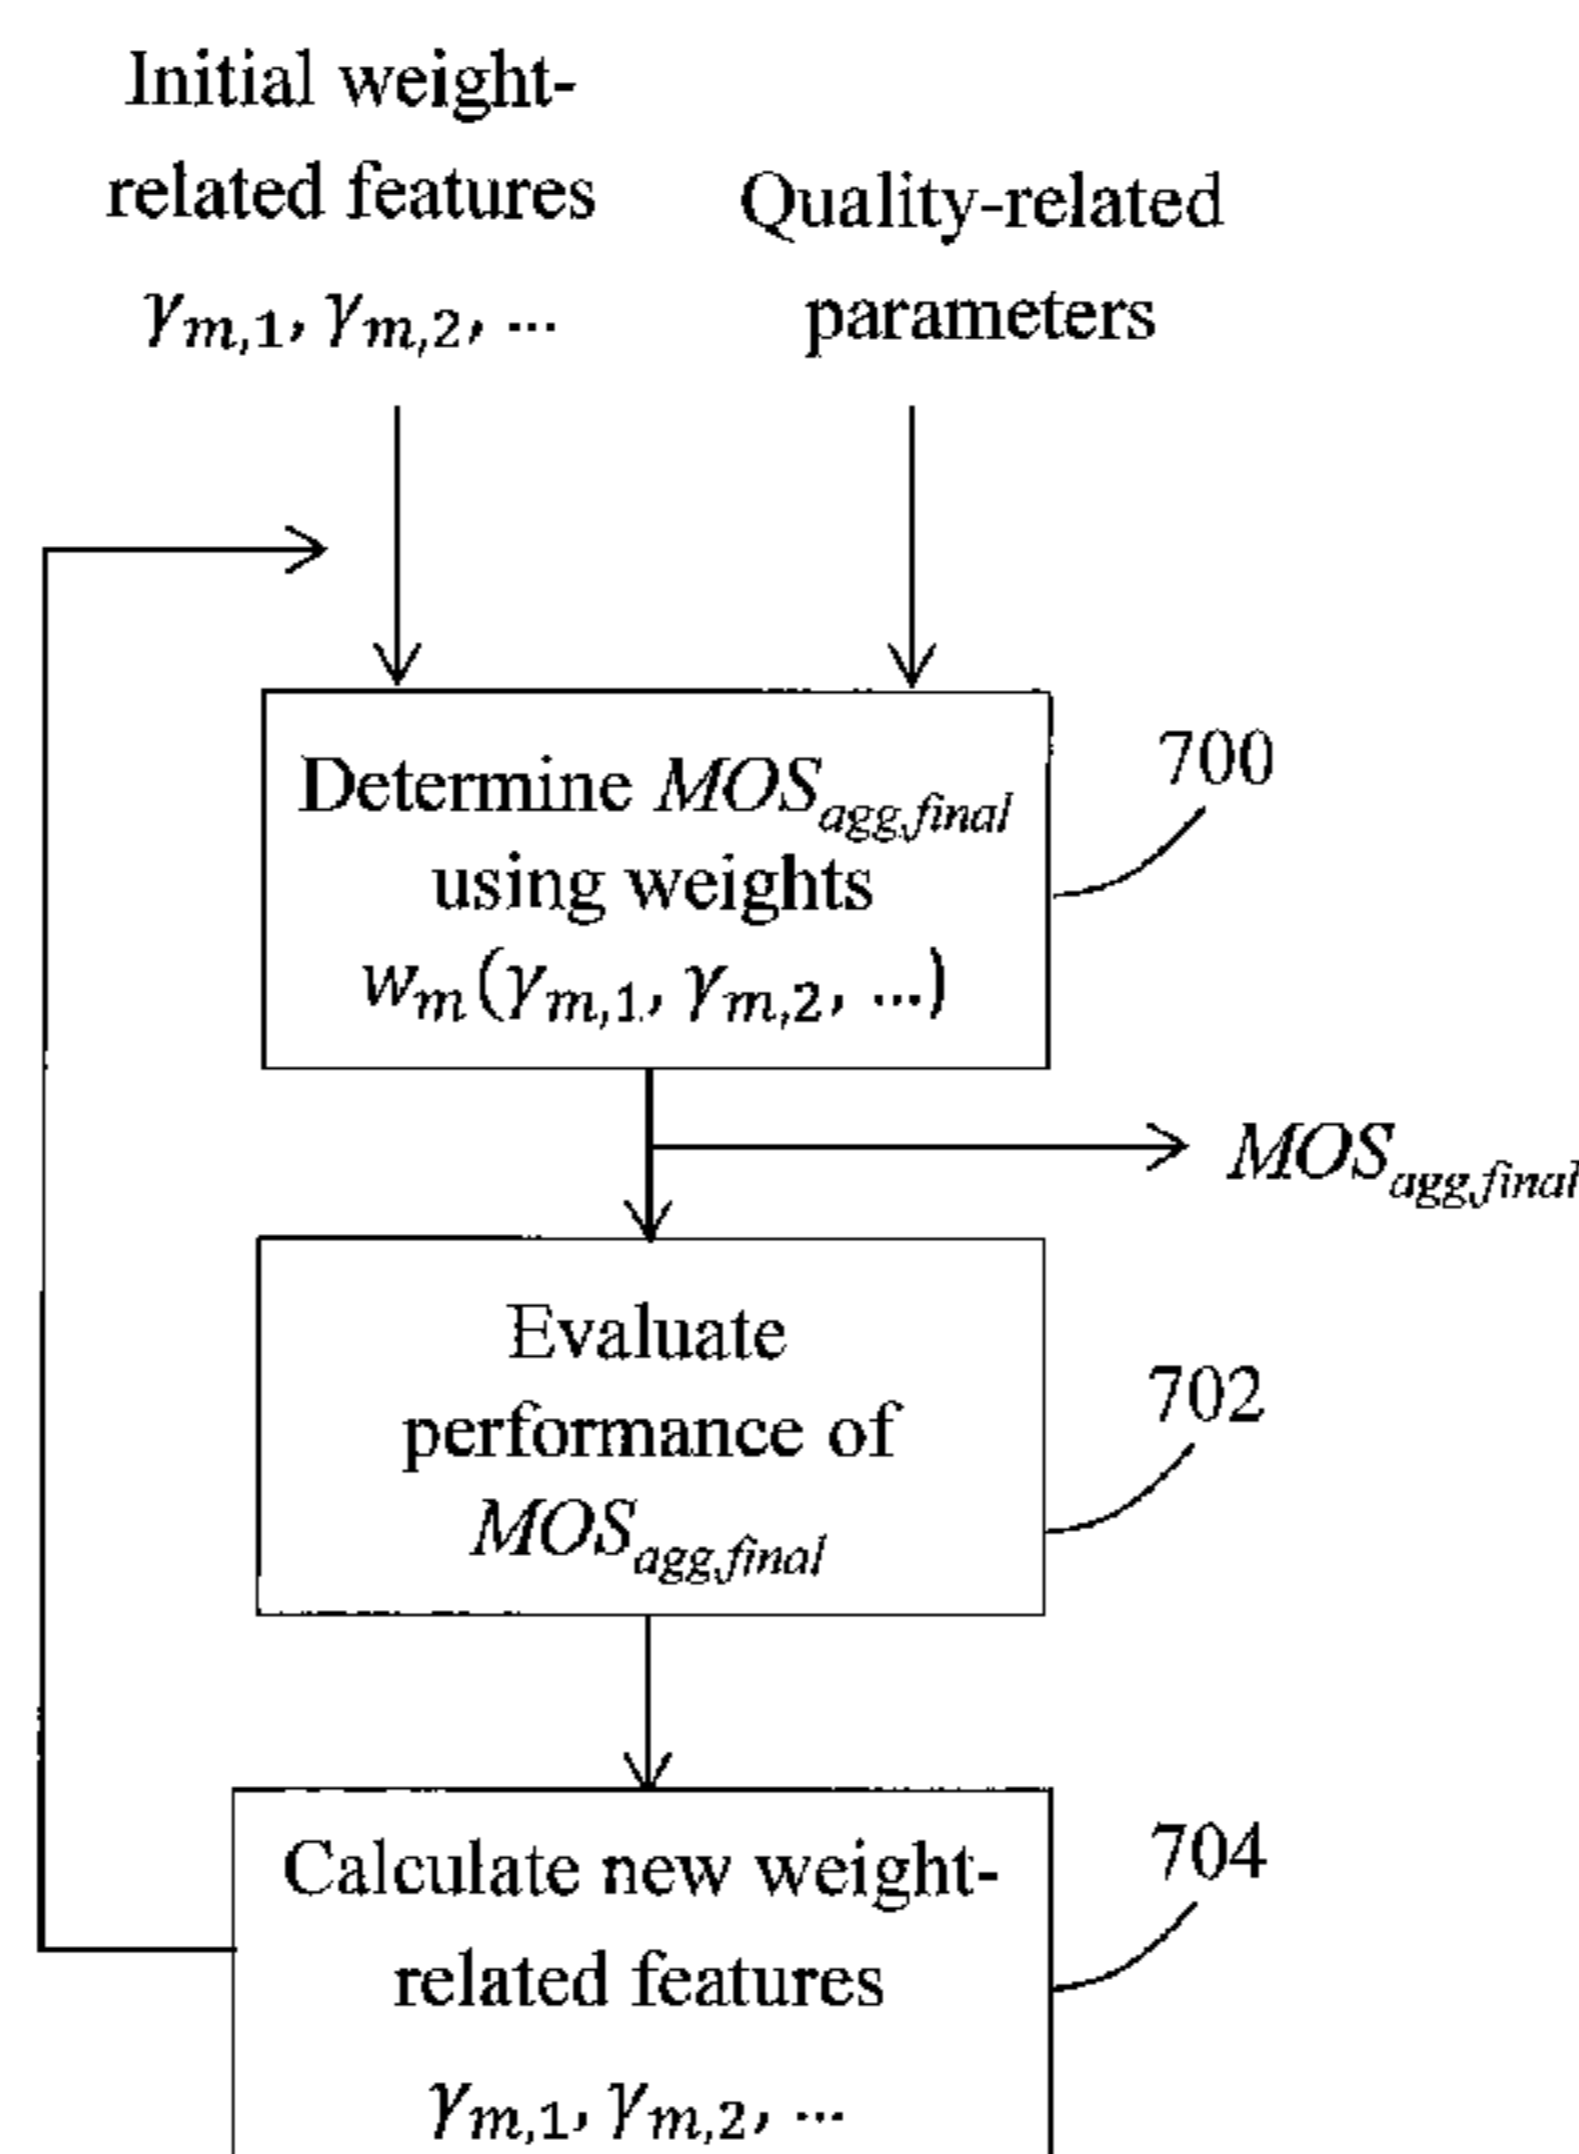 Initial weight-
related features
γm,1, γm,2, ...
Quality-related
parameters
Determine MOSagg,final
using weights
wm(γm,1, γm,2, ...)
700
MOSagg,final
Evaluate
performance of
MOSagg,final
702
Calculate new weight-
related features
γm,1, γm,2, ...
704